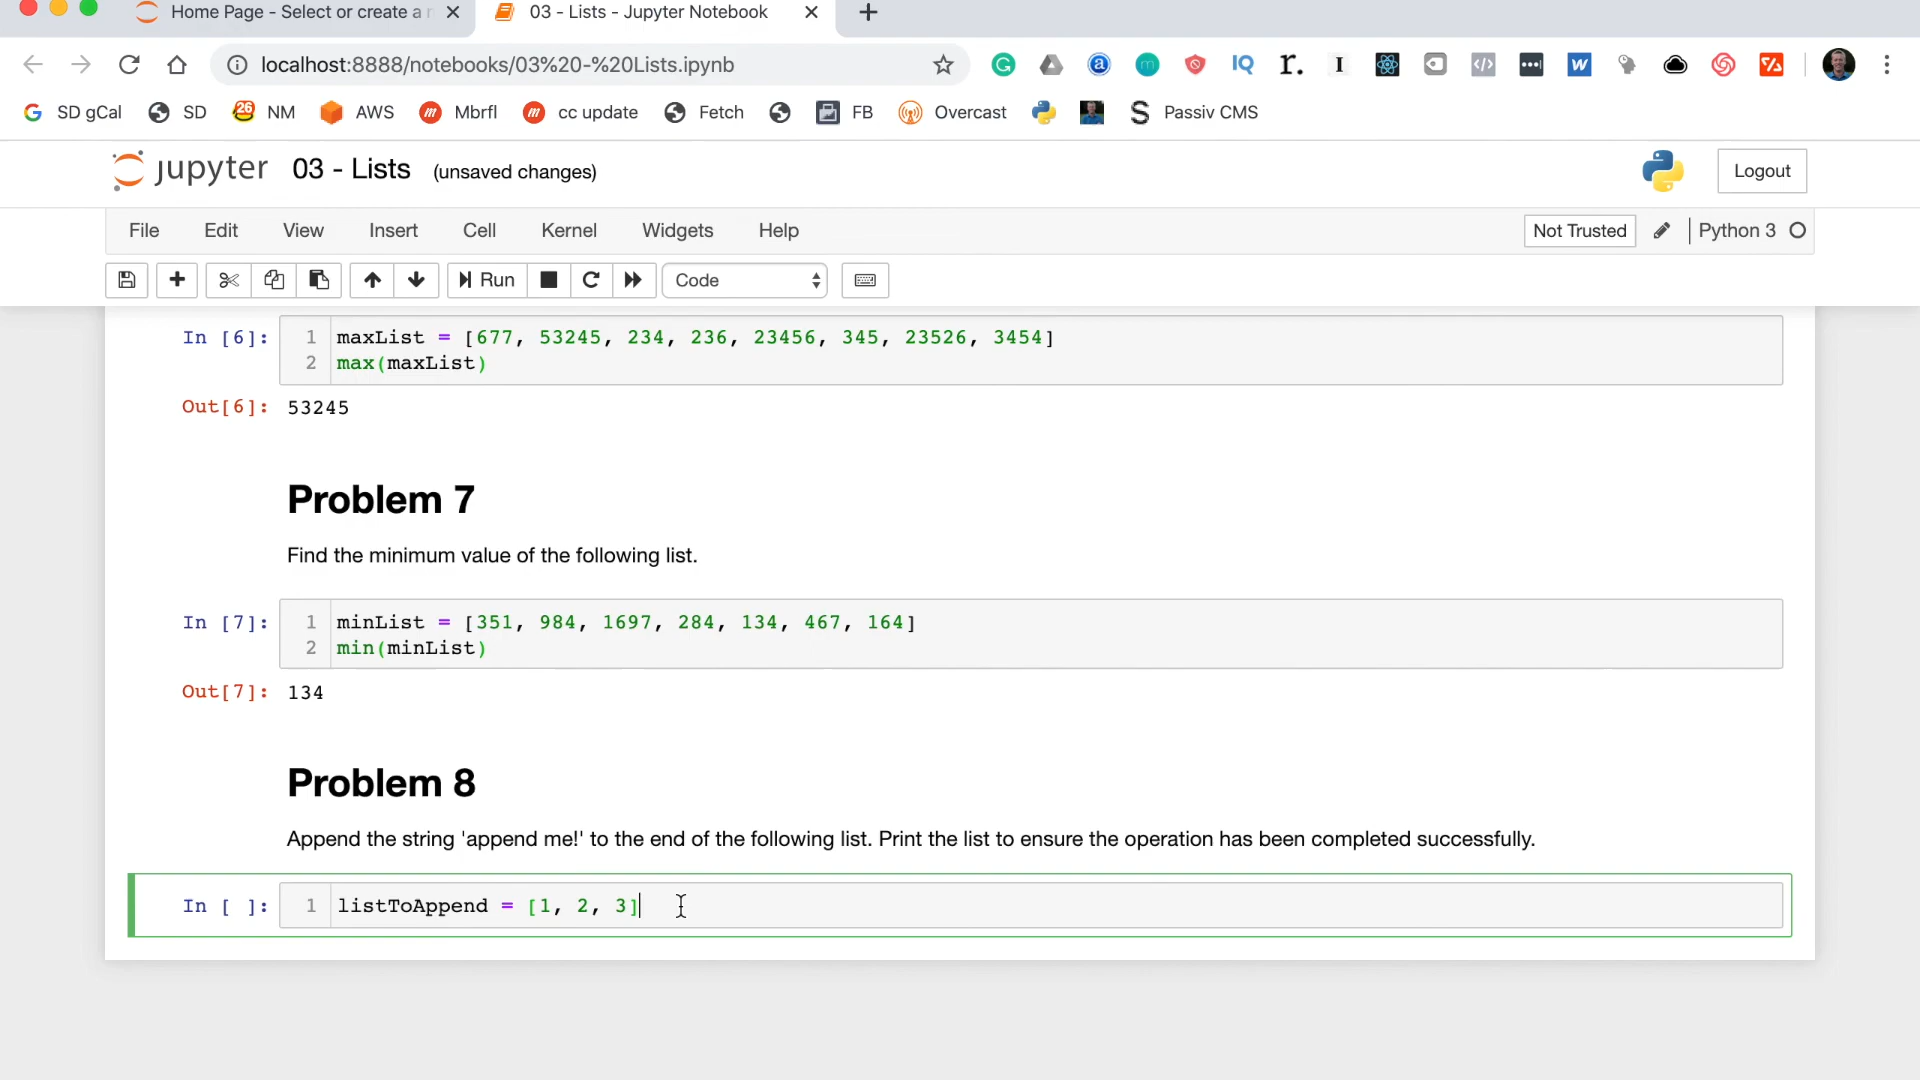 Home Page - Select or create a n
03 - Lists - Jupyter Notebook
localhost:8888/notebooks/03%20-%20Lists.ipynb
SD gCal
SD
NM
AWS
Mbrfl
cc update
Fetch
FB
Overcast
Passiv CMS
jupyter
03 - Lists
(unsaved changes)
Logout
File
Edit
View
Insert
Cell
Kernel
Widgets
Help
Not Trusted
Python 3
Run
Code
In [6]:
1 maxList = [677, 53245, 234, 236, 23456, 345, 23526, 3454]
2 max(maxList)
Out[6]: 53245
Problem 7
Find the minimum value of the following list.
In [7]:
1 minList = [351, 984, 1697, 284, 134, 467, 164]
2 min(minList)
Out[7]: 134
Problem 8
Append the string 'append me!' to the end of the following list. Print the list to ensure the operation has been completed successfully.
In [ ]:
1 listToAppend = [1, 2, 3]